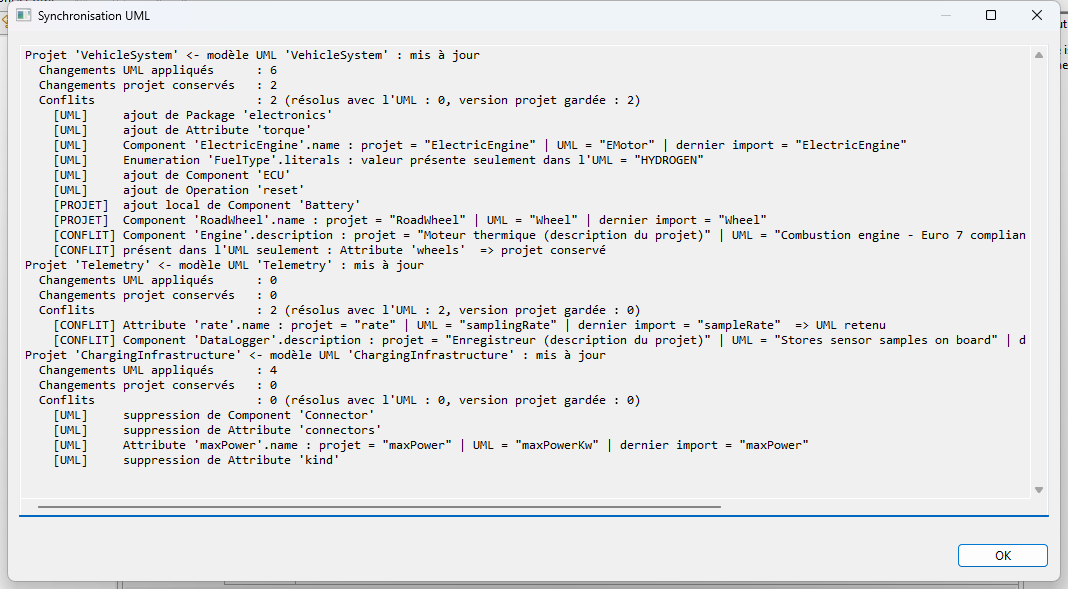 Synchronisation UML
Projet 'VehicleSystem' <- modèle UML 'VehicleSystem' : mis à jour
  Changements UML appliqués      : 6
  Changements projet conservés   : 2
  Conflits                       : 2 (résolus avec l'UML : 0, version projet gardée : 2)
    [UML]     ajout de Package 'electronics'
    [UML]     ajout de Attribute 'torque'
    [UML]     Component 'ElectricEngine'.name : projet = "ElectricEngine" | UML = "EMotor" | dernier import = "ElectricEngine"
    [UML]     Enumeration 'FuelType'.literals : valeur présente seulement dans l'UML = "HYDROGEN"
    [UML]     ajout de Component 'ECU'
    [UML]     ajout de Operation 'reset'
    [PROJET]  ajout local de Component 'Battery'
    [PROJET]  Component 'RoadWheel'.name : projet = "RoadWheel" | UML = "Wheel" | dernier import = "Wheel"
    [CONFLIT] Component 'Engine'.description : projet = "Moteur thermique (description du projet)" | UML = "Combustion engine - Euro 7 complian
    [CONFLIT] présent dans l'UML seulement : Attribute 'wheels'  => projet conservé
Projet 'Telemetry' <- modèle UML 'Telemetry' : mis à jour
  Changements UML appliqués      : 0
  Changements projet conservés   : 0
  Conflits                       : 2 (résolus avec l'UML : 2, version projet gardée : 0)
    [CONFLIT] Attribute 'rate'.name : projet = "rate" | UML = "samplingRate" | dernier import = "sampleRate"  => UML retenu
    [CONFLIT] Component 'DataLogger'.description : projet = "Enregistreur (description du projet)" | UML = "Stores sensor samples on board" | d
Projet 'ChargingInfrastructure' <- modèle UML 'ChargingInfrastructure' : mis à jour
  Changements UML appliqués      : 4
  Changements projet conservés   : 0
  Conflits                       : 0 (résolus avec l'UML : 0, version projet gardée : 0)
    [UML]     suppression de Component 'Connector'
    [UML]     suppression de Attribute 'connectors'
    [UML]     Attribute 'maxPower'.name : projet = "maxPower" | UML = "maxPowerKw" | dernier import = "maxPower"
    [UML]     suppression de Attribute 'kind'
OK